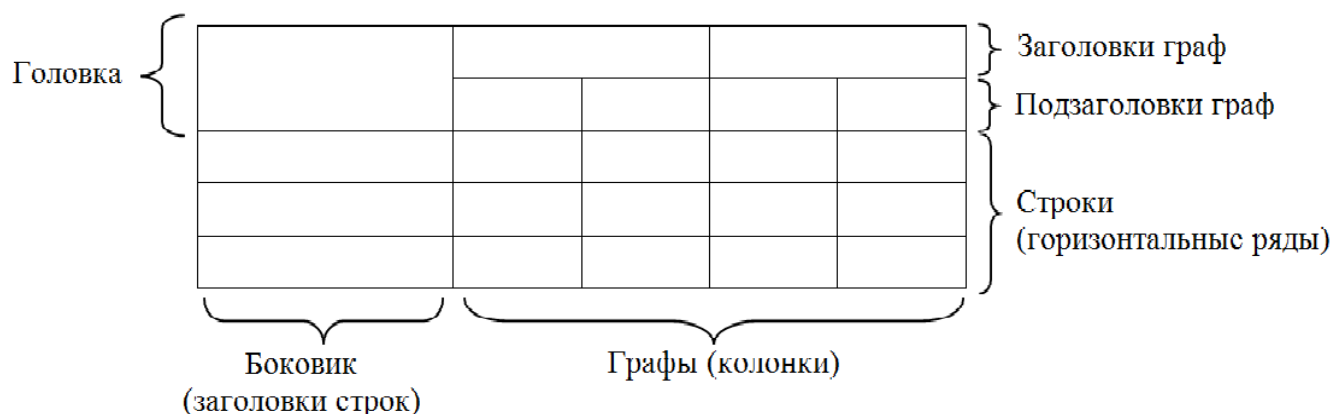 Головка
Заголовки граф
Подзаголовки граф
Строки
(горизонтальные ряды)
Боковик
(заголовки строк)
Графы (колонки)